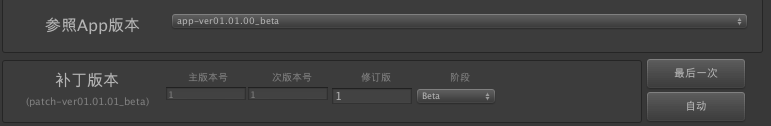 参照App版本
app-ver01.01.00_beta
补丁版本
(patch-ver01.01.01_beta)
主版本号
次版本号
修订版
阶段
1
1
1
Beta
最后一次
自动